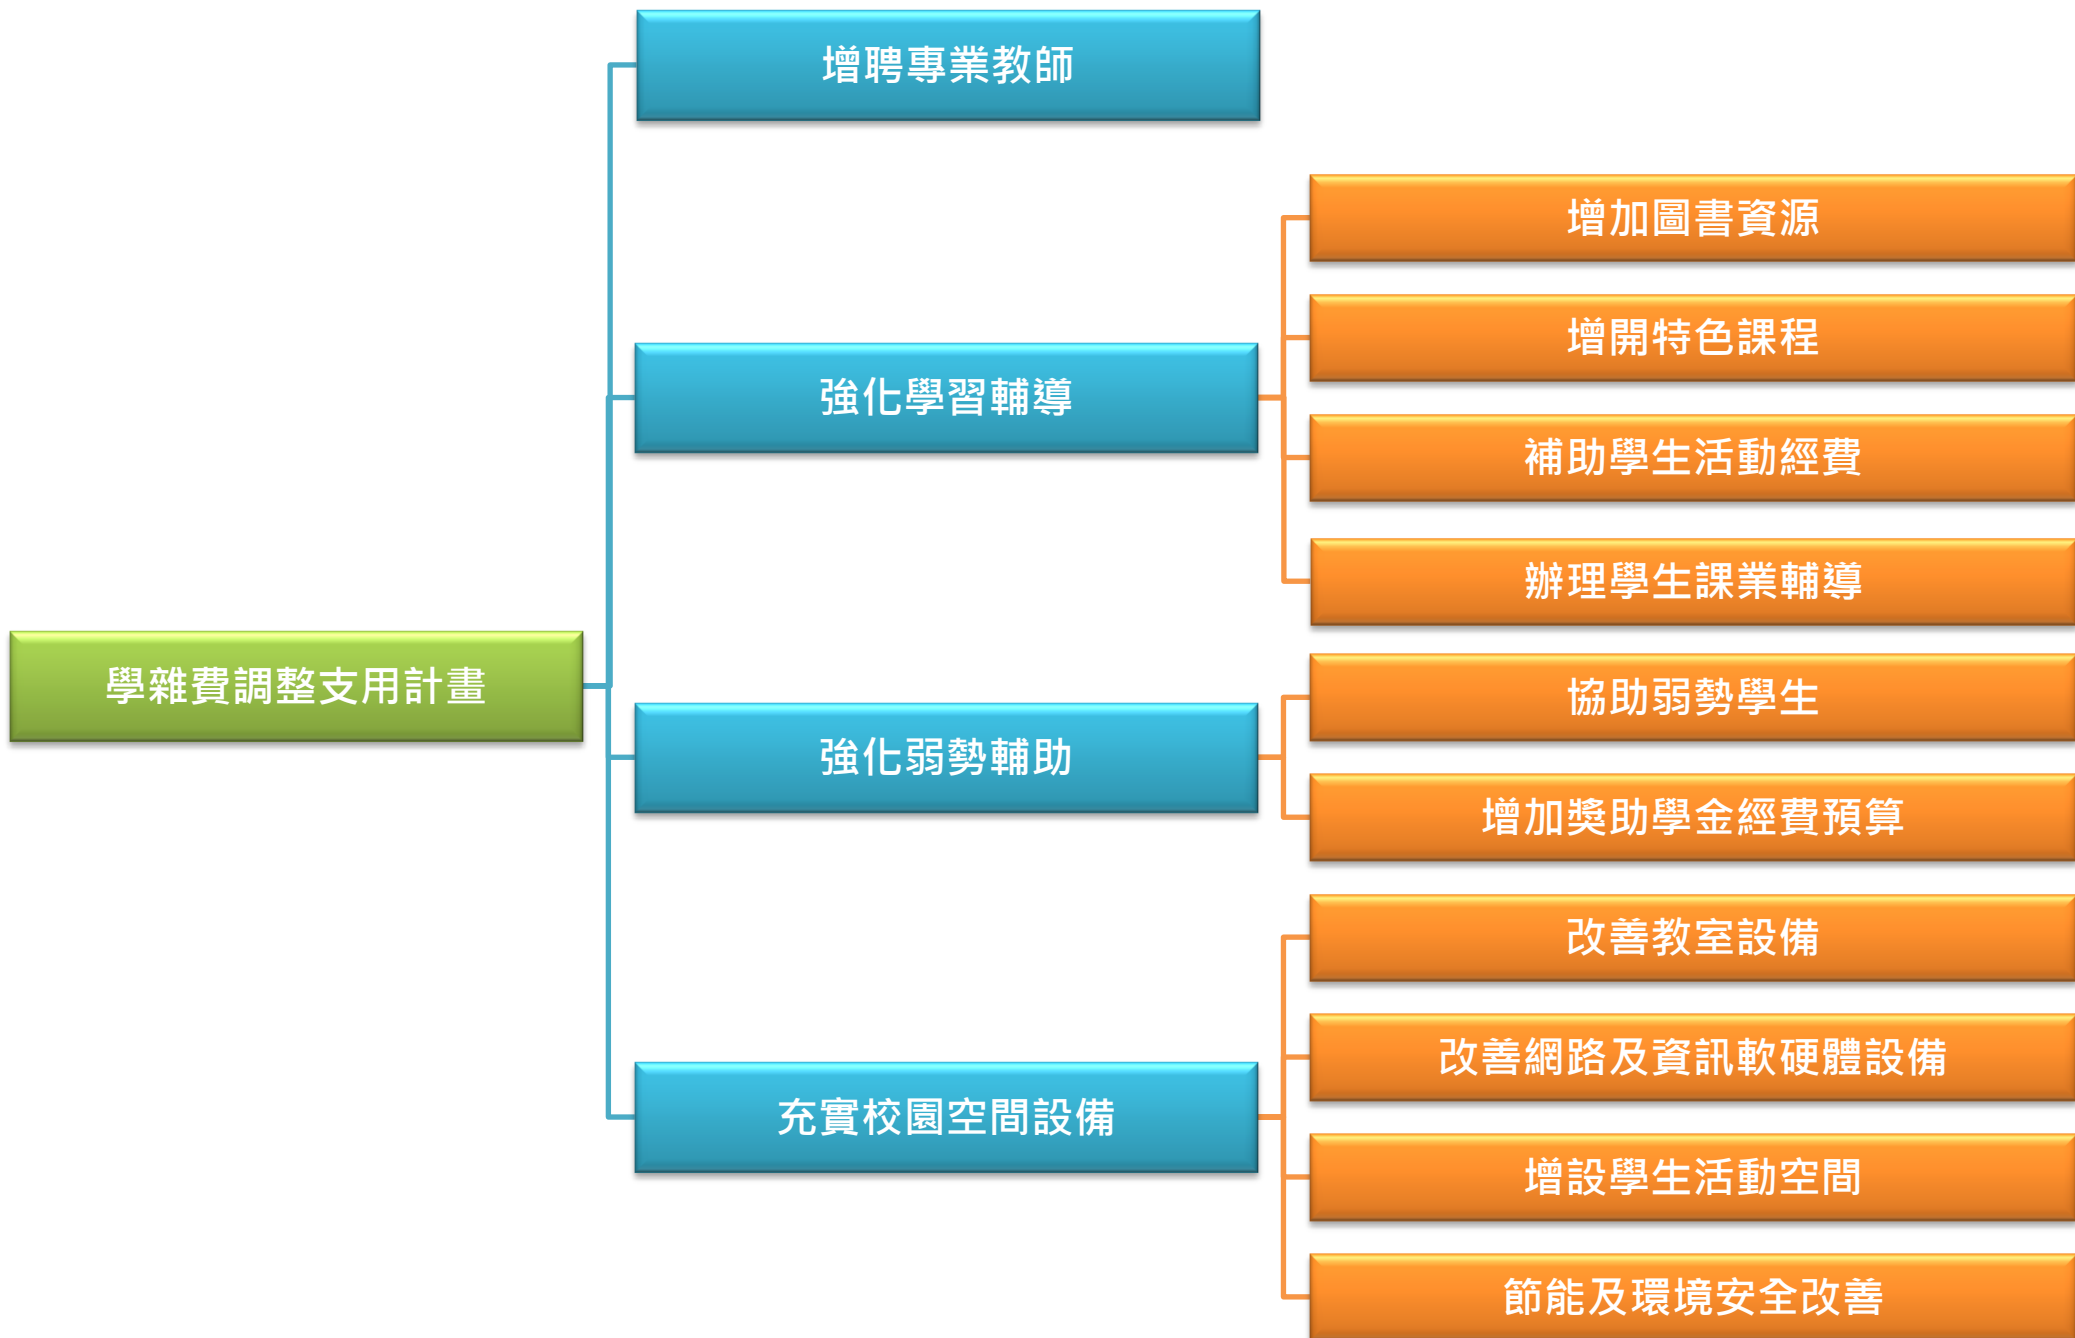 學雜費調整支用計畫
增聘專業教師
強化學習輔導
增加圖書資源
增開特色課程
補助學生活動經費
辦理學生課業輔導
強化弱勢輔助
協助弱勢學生
增加獎助學金經費預算
充實校園空間設備
改善教室設備
改善網路及資訊軟硬體設備
增設學生活動空間
節能及環境安全改善